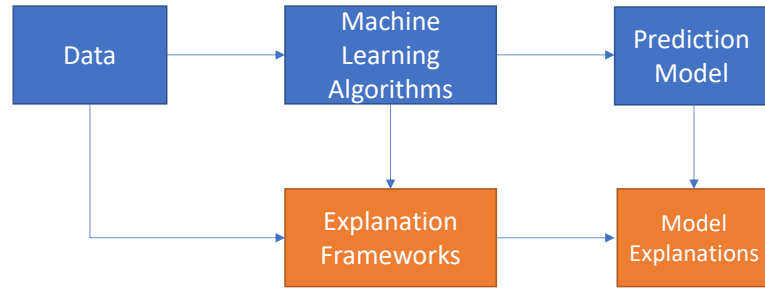 Data
Machine
Learning
Algorithms
Prediction
Model
Explanation
Frameworks
Model
Explanations